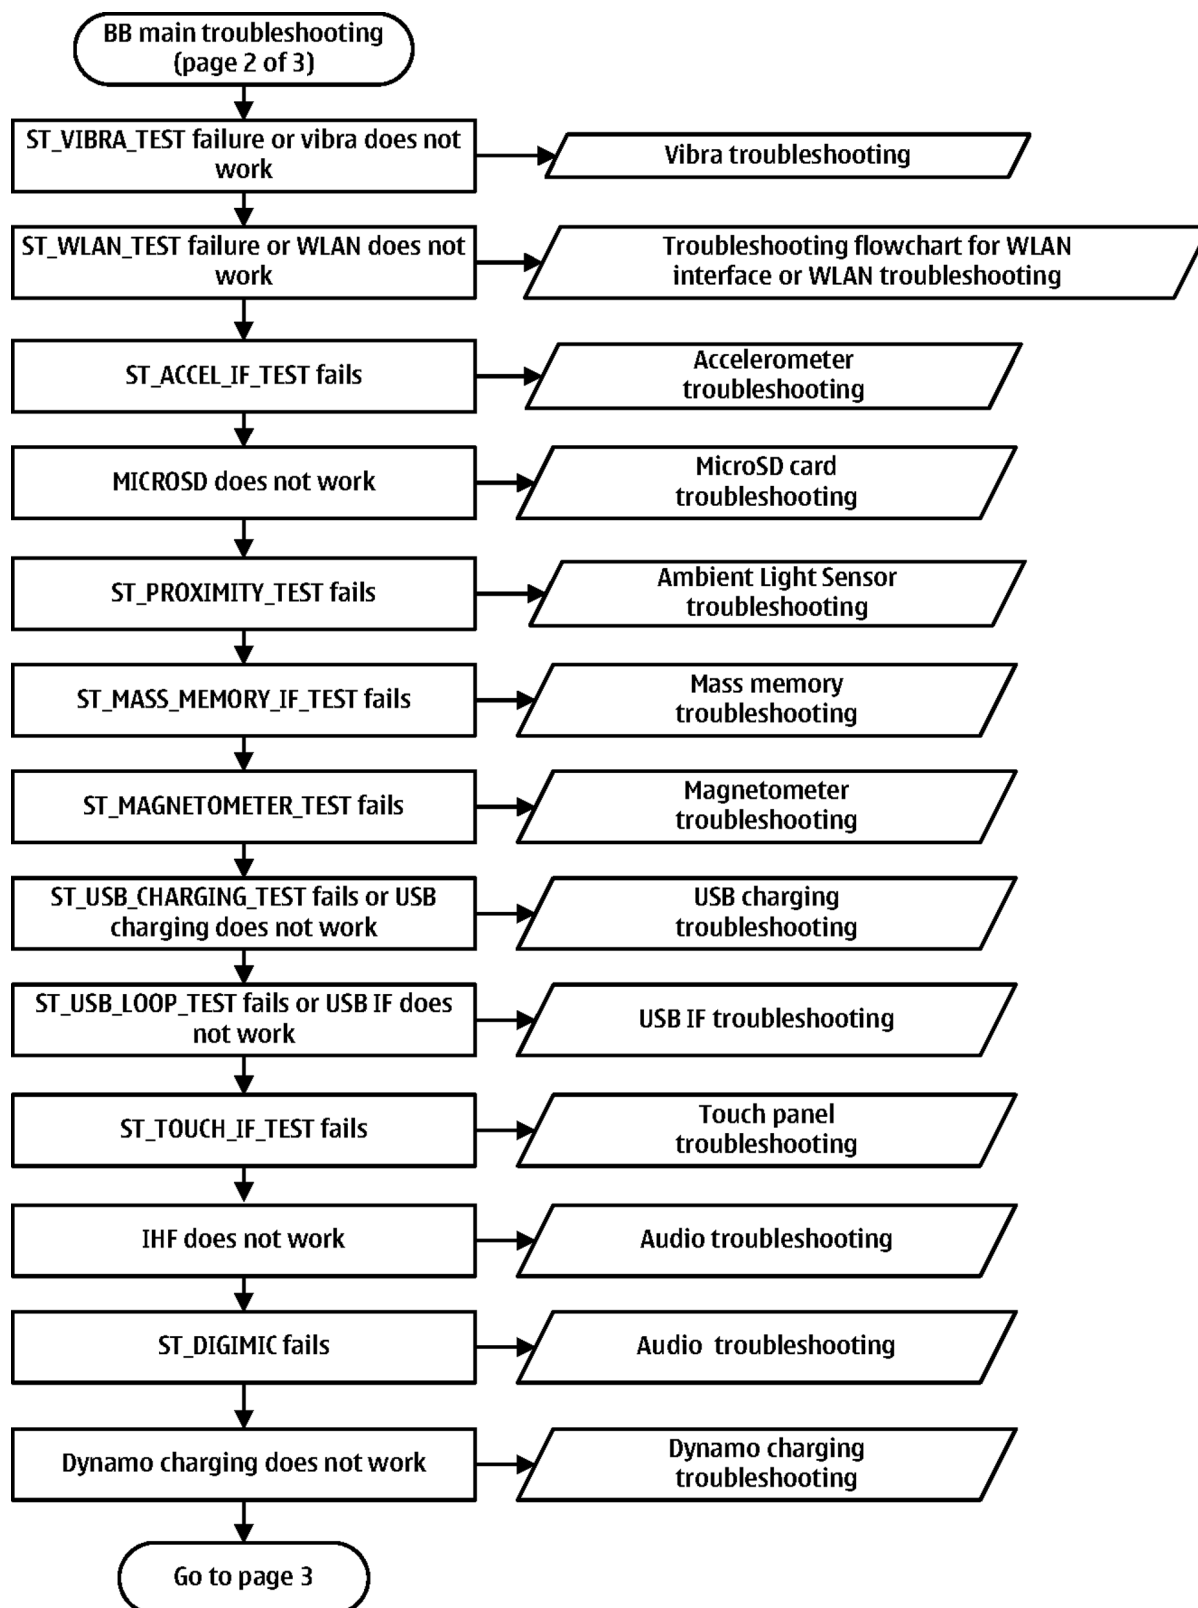 BB main troubleshooting
(page 2 of 3)
ST_VIBRA_TEST failure or vibra does not
work
Vibra troubleshooting
ST_WLAN_TEST failure or WLAN does not
work
Troubleshooting flowchart for WLAN
interface or WLAN troubleshooting
ST_ACCEL_IF_TEST fails
Accelerometer
troubleshooting
MICROSD does not work
MicroSD card
troubleshooting
ST_PROXIMITY_TEST fails
Ambient Light Sensor
troubleshooting
ST_MASS_MEMORY_IF_TEST fails
Mass memory
troubleshooting
ST_MAGNETOMETER_TEST fails
Magnetometer
troubleshooting
ST_USB_CHARGING_TEST fails or USB
charging does not work
USB charging
troubleshooting
ST_USB_LOOP_TEST fails or USB IF does
not work
USB IF troubleshooting
ST_TOUCH_IF_TEST fails
Touch panel
troubleshooting
IHF does not work
Audio troubleshooting
ST_DIGIMIC fails
Audio troubleshooting
Dynamo charging does not work
Dynamo charging
troubleshooting
Go to page 3